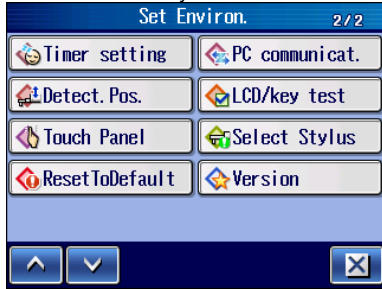 Set Environ. 2/2
Timer setting
PC communicat.
Detect. Pos.
LCD/key test
Touch Panel
Select Stylus
ResetToDefault
Version